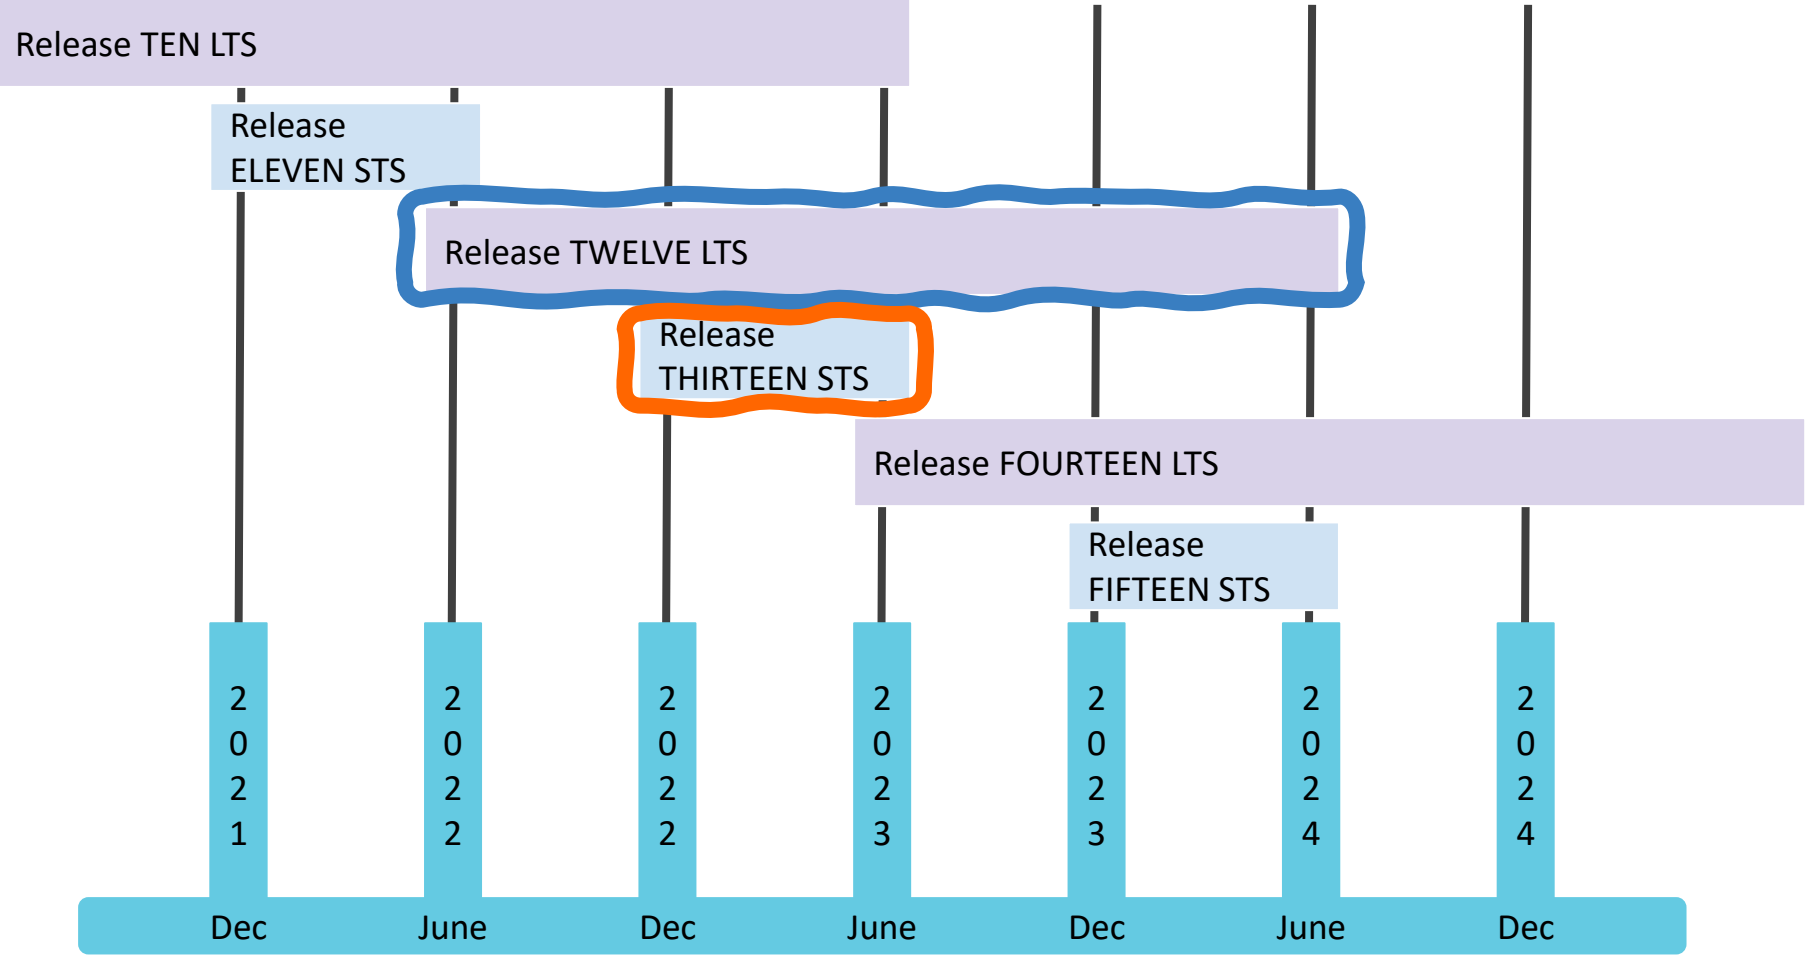 Release TEN LTS
Release
ELEVEN STS
Release TWELVE LTS
Release
THIRTEEN STS
Release FOURTEEN LTS
Release
FIFTEEN STS
2021
2022
2022
2023
2023
2024
2024
Dec
June
Dec
June
Dec
June
Dec